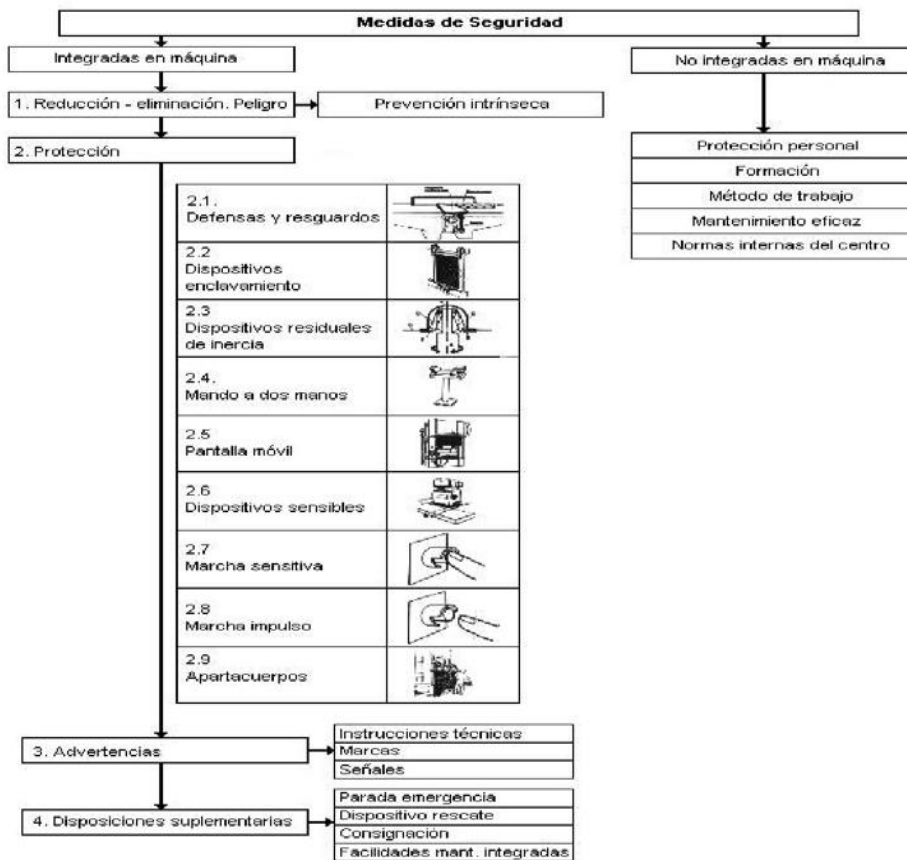 Medidas de Seguridad
Integradas en máquina
No integradas en máquina
1. Reducción - eliminación. Peligro
Prevención intrínseca
2. Protección
Protección personal
Formación
Método de trabajo
Mantenimiento eficaz
Normas internas del centro
2.1.
Defensas y resguardos
2.2
Dispositivos
enclavamiento
2.3
Dispositivos residuales
de inercia
2.4.
Mando a dos manos
2.5
Pantalla móvil
2.6
Dispositivos sensibles
2.7
Marcha sensitiva
2.8
Marcha impulso
2.9
Apartacuerpos
3. Advertencias
Instrucciones técnicas
Marcas
Señales
4. Disposiciones suplementarias
Parada emergencia
Dispositivo rescate
Consignación
Facilidades mant. integradas